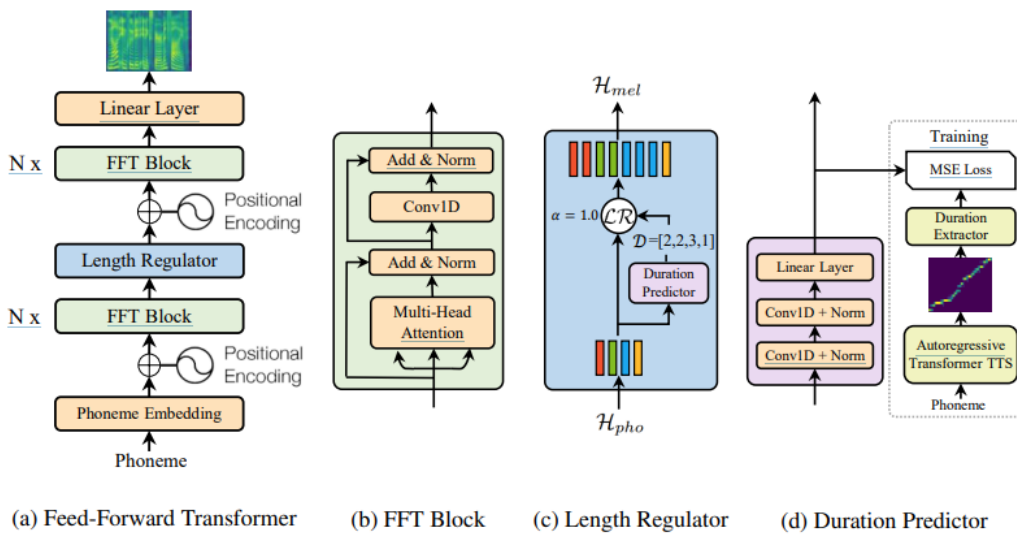 Linear Layer
N x
FFT Block
Positional
Encoding
Length Regulator
N x
FFT Block
Positional
Encoding
Phoneme Embedding
Phoneme
(a) Feed-Forward Transformer
Add & Norm
Conv1D
Add & Norm
Multi-Head
Attention
(b) FFT Block
ℋ_mel
α = 1.0
ℒℛ
𝒟=[2,2,3,1]
Duration
Predictor
ℋ_pho
(c) Length Regulator
Linear Layer
Conv1D + Norm
Conv1D + Norm
Training
MSE Loss
Duration
Extractor
Autoregressive
Transformer TTS
Phoneme
(d) Duration Predictor